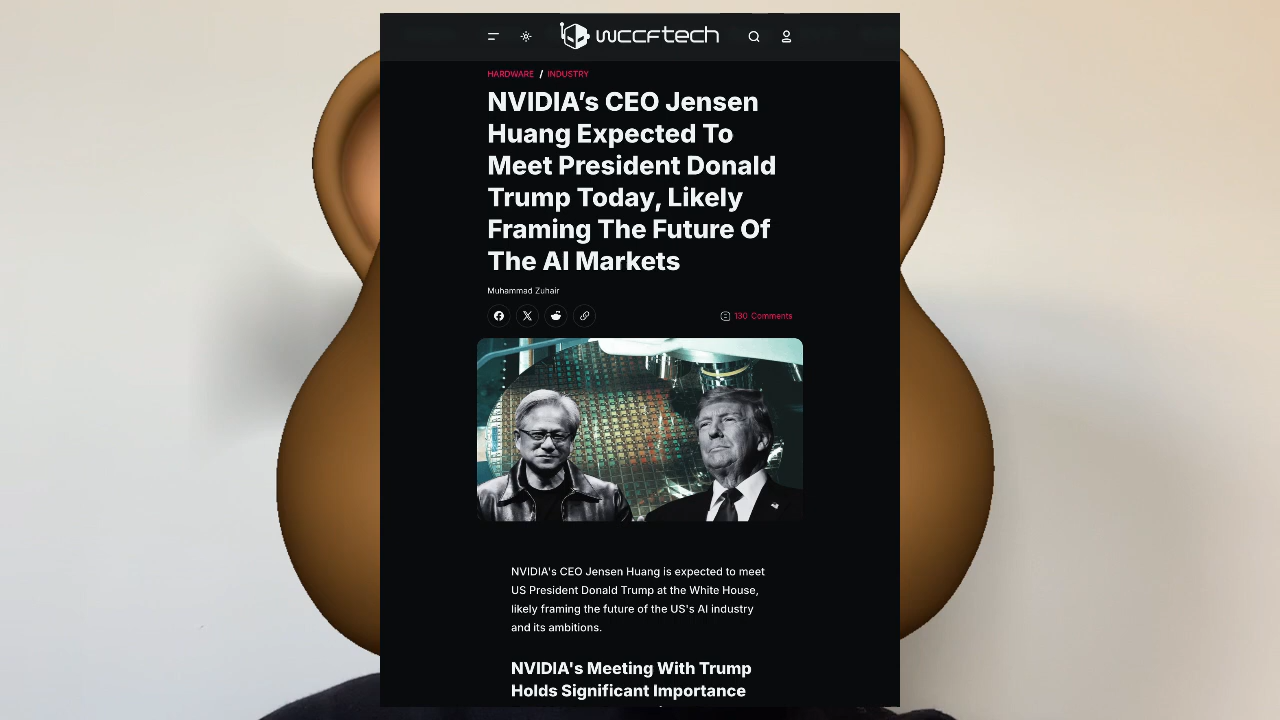 wccftech
HARDWARE / INDUSTRY
NVIDIA’s CEO Jensen
Huang Expected To
Meet President Donald
Trump Today, Likely
Framing The Future Of
The AI Markets
Muhammad Zuhair
130 Comments
NVIDIA's CEO Jensen Huang is expected to meet
US President Donald Trump at the White House,
likely framing the future of the US's AI industry
and its ambitions.
NVIDIA's Meeting With Trump
Holds Significant Importance